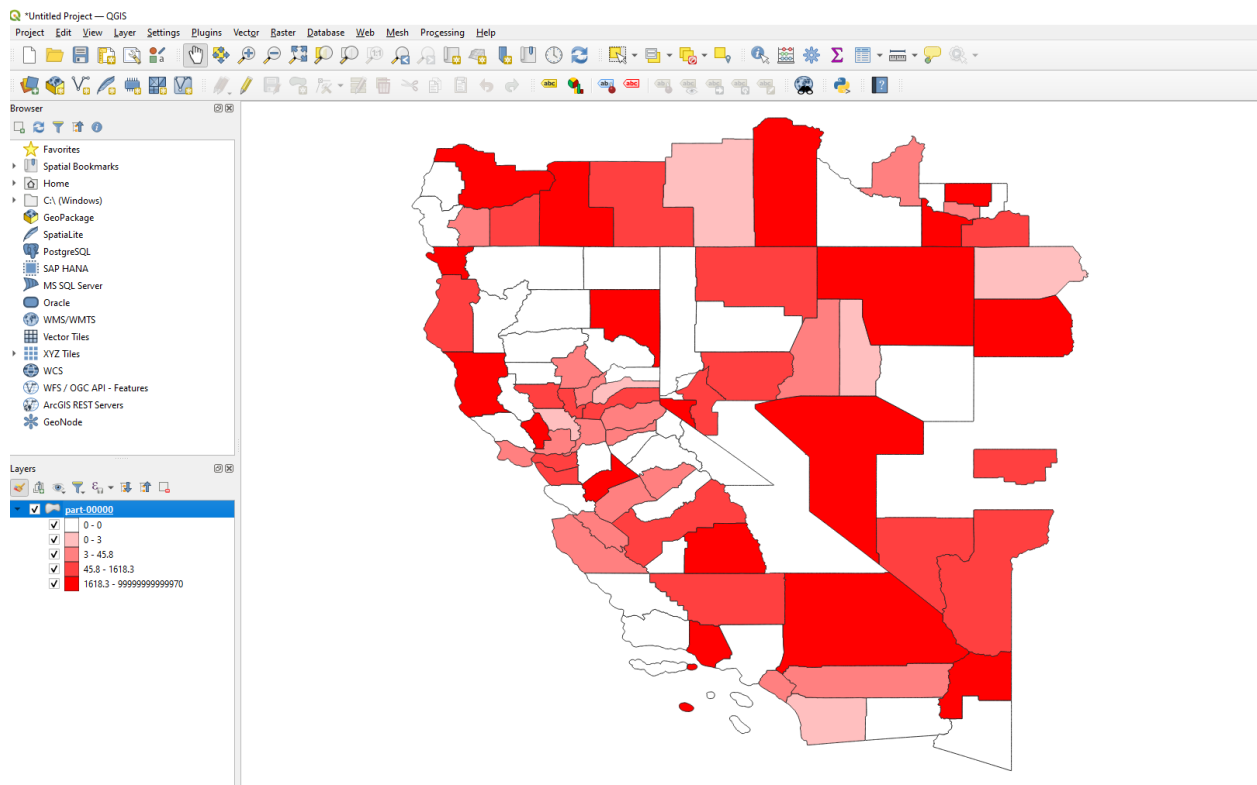 *Untitled Project — QGIS
Project Edit View Layer Settings Plugins Vector Raster Database Web Mesh Processing Help
abc ab abc
Browser
Favorites
Spatial Bookmarks
Home
C:\ (Windows)
GeoPackage
SpatiaLite
PostgreSQL
SAP HANA
MS SQL Server
Oracle
WMS/WMTS
Vector Tiles
XYZ Tiles
WCS
WFS / OGC API - Features
ArcGIS REST Servers
GeoNode
Layers
part-00000
0 - 0
0 - 3
3 - 45.8
45.8 - 1618.3
1618.3 - 99999999999970